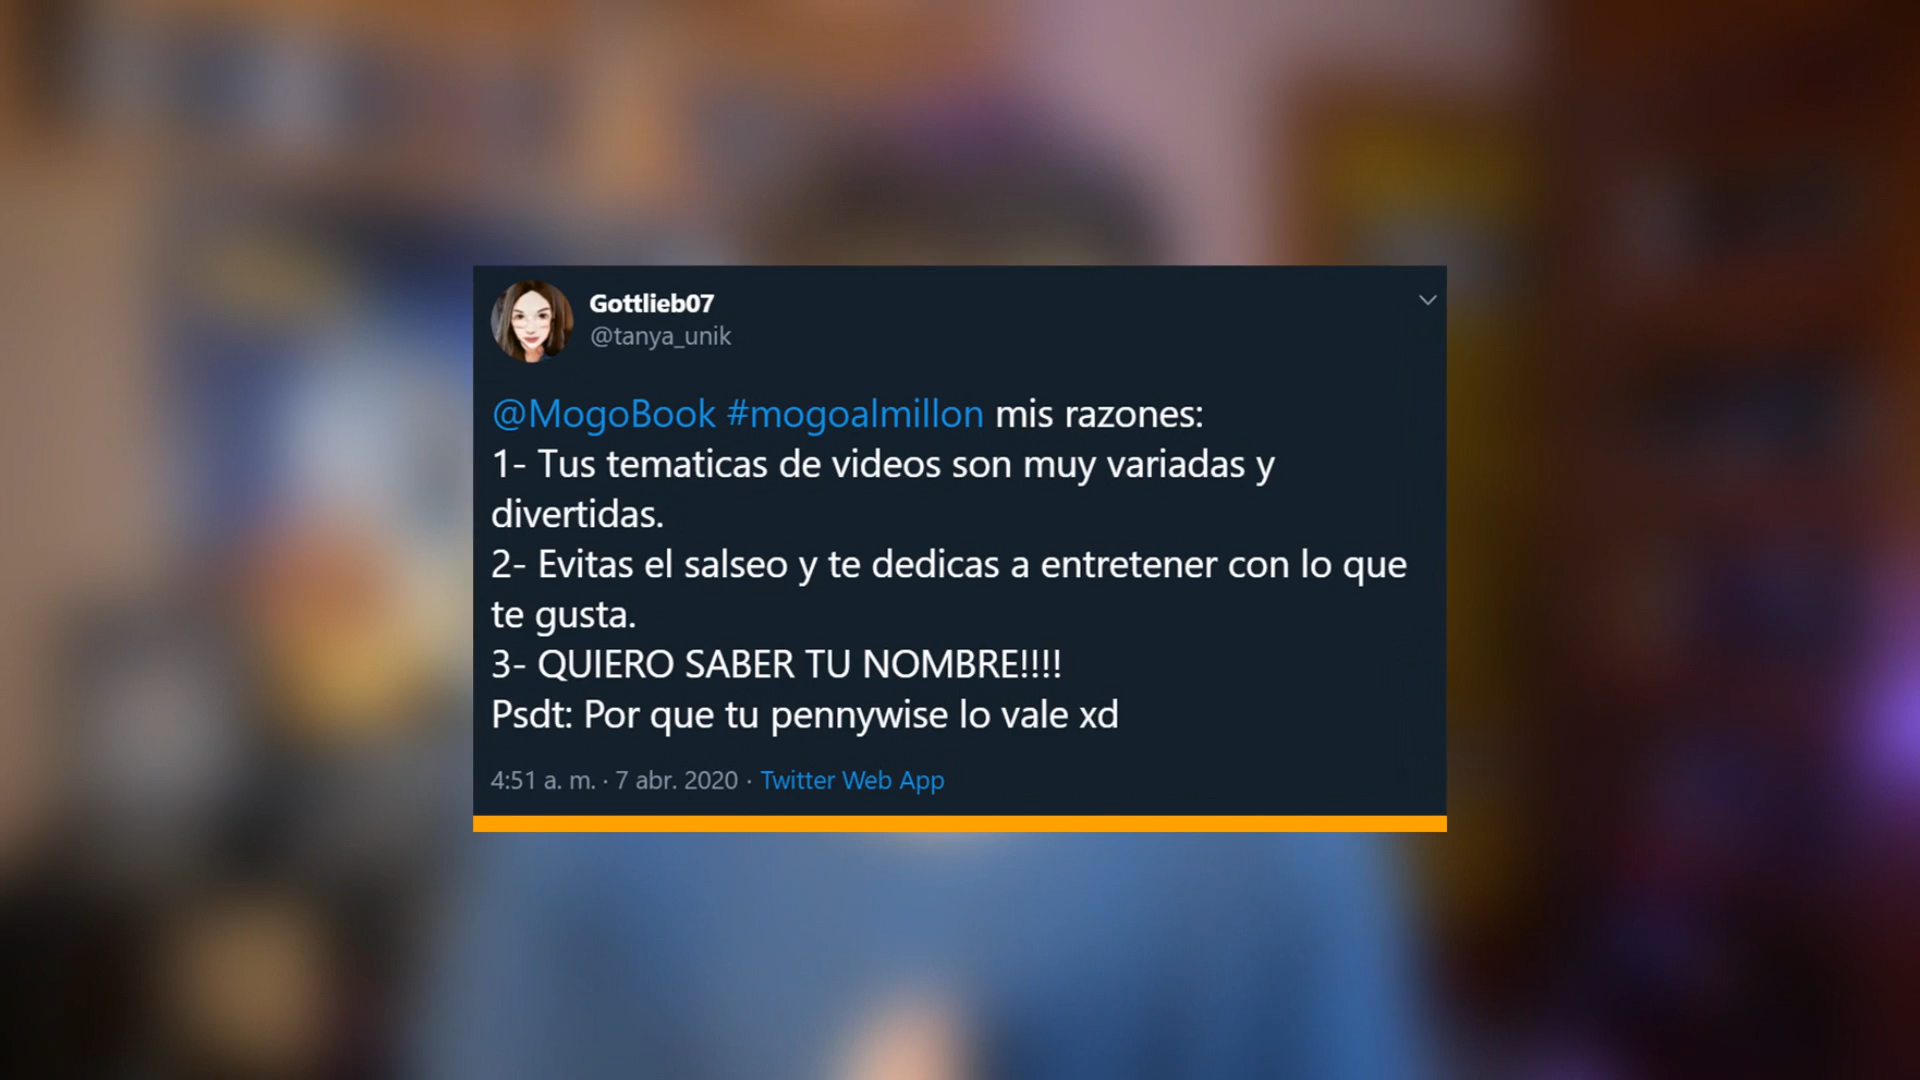 Gottlieb07
@tanya_unik
@MogoBook #mogoalmillon mis razones:
1- Tus tematicas de videos son muy variadas y
divertidas.
2- Evitas el salseo y te dedicas a entretener con lo que
te gusta.
3- QUIERO SABER TU NOMBRE!!!!
Psdt: Por que tu pennywise lo vale xd
4:51 a. m. · 7 abr. 2020 · Twitter Web App